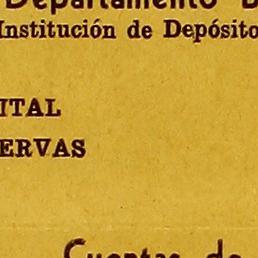 Departamento
Institución de Depósito
ITAL
ERVAS
Cuentas de